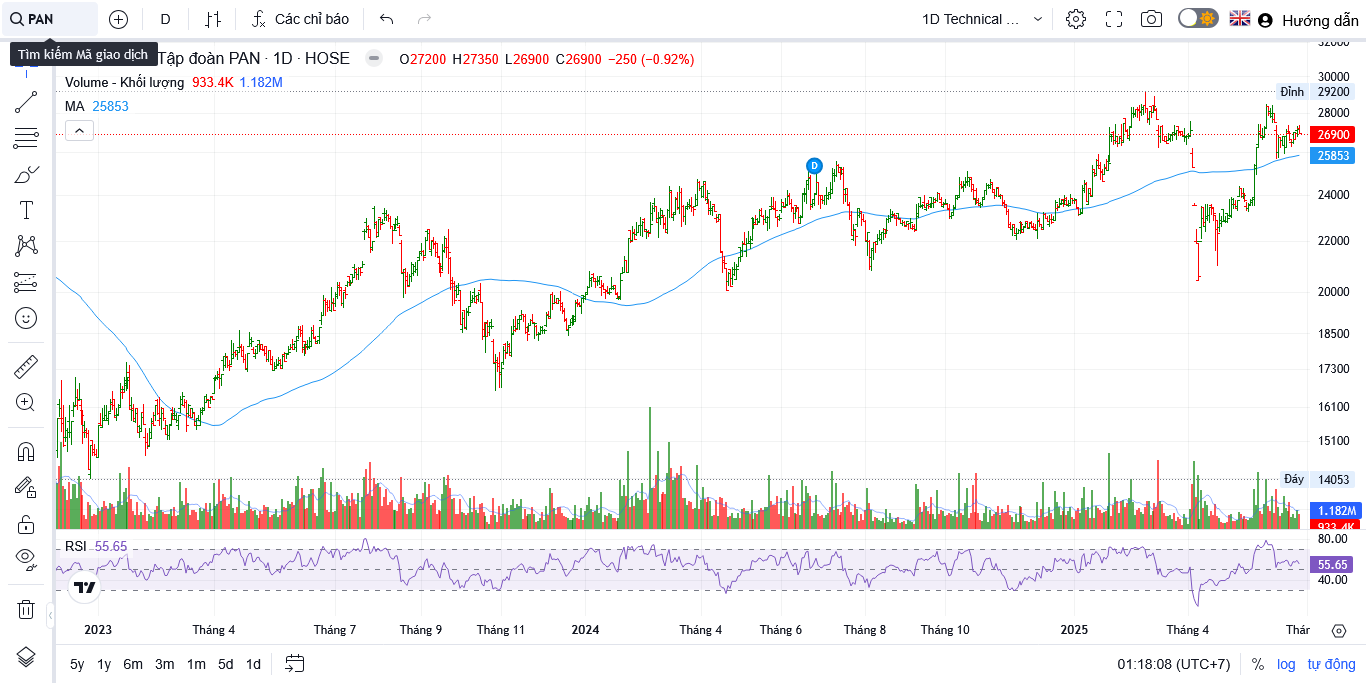 PAN D Các chỉ báo 1D Technical ... Hướng dẫn
Tìm kiếm Mã giao dịch
Tập đoàn PAN · 1D · HOSE O27200 H27350 L26900 C26900 −250 (−0.92%)
Volume - Khối lượng 933.4K 1.182M
MA 25853
D
32000
30000
Đỉnh 29200
28000
26900
25853
24000
22000
20000
18500
17300
16100
15100
Đáy 14053
1.182M
933.4K
RSI 55.65
80.00
55.65
40.00
2023 Tháng 4 Tháng 7 Tháng 9 Tháng 11 2024 Tháng 4 Tháng 6 Tháng 8 Tháng 10 2025 Tháng 4 Thár
5y 1y 6m 3m 1m 5d 1d 01:18:08 (UTC+7) % log tự động